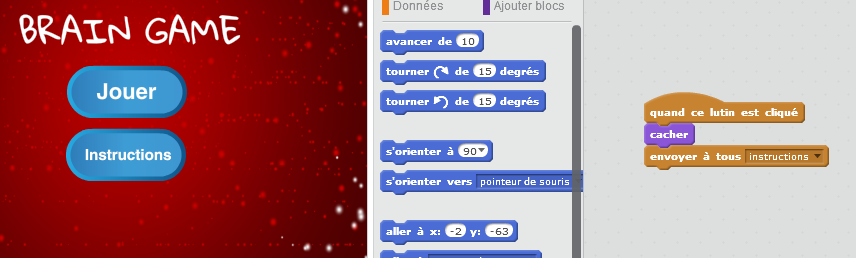 BRAIN GAME
Jouer
Instructions
Données
Ajouter blocs
avancer de 10
tourner de 15 degrés
tourner de 15 degrés
s'orienter à 90
s'orienter vers pointeur de souris
aller à x: -2 y: -63
quand ce lutin est cliqué
cacher
envoyer à tous instructions